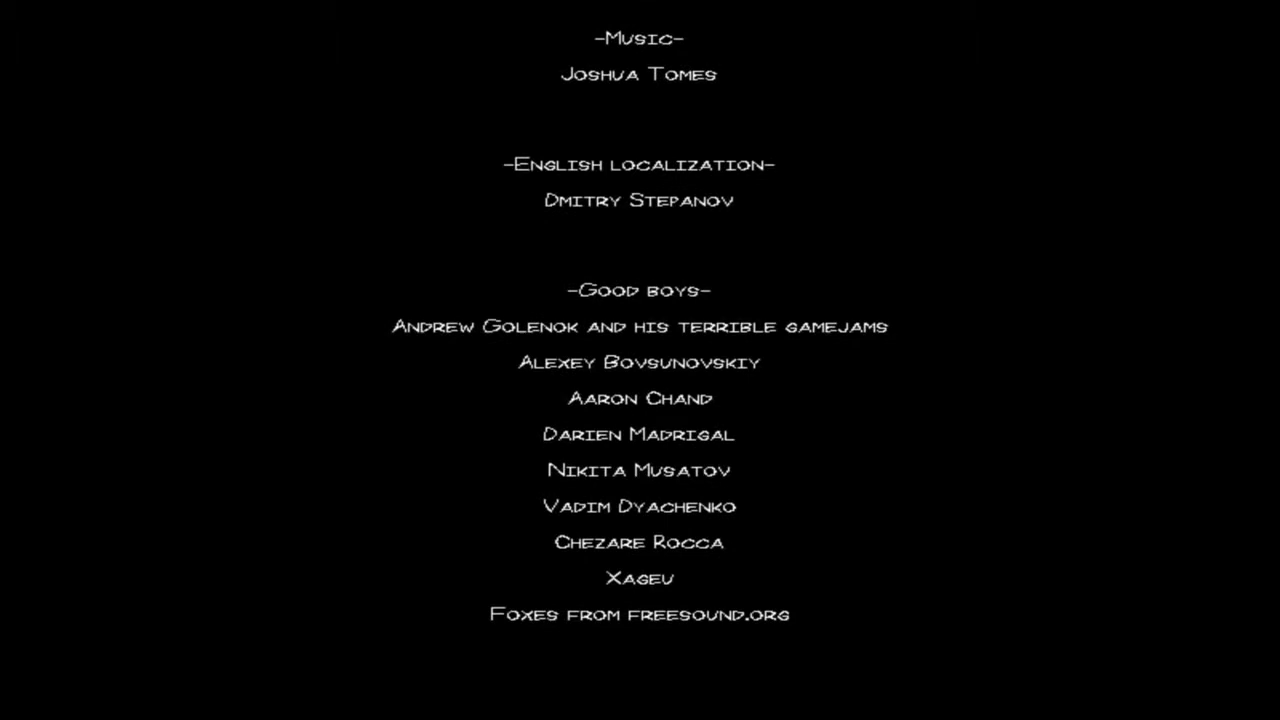 -Music-
Joshua Tomes
-English localization-
Dmitry Stepanov
-Good boys-
Andrew Golenok and his terrible gamejams
Alexey Bovsunovskiy
Aaron Chand
Darien Madrigal
Nikita Musatov
Vadim Dyachenko
Chezare Rocca
Xageu
Foxes from freesound.org